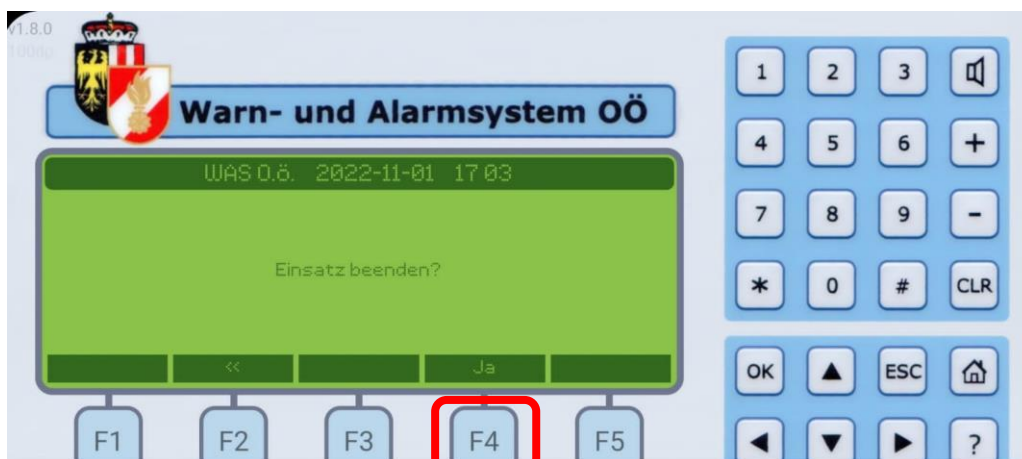 v1.8.0
Warn- und Alarmsystem OÖ
WAS O.ö. 2022-11-01 17 03
Einsatz beenden?
<< Ja
F1 F2 F3 F4 F5
1 2 3
4 5 6 +
7 8 9 -
* 0 # CLR
OK ▲ ESC
◄ ▼ ► ?